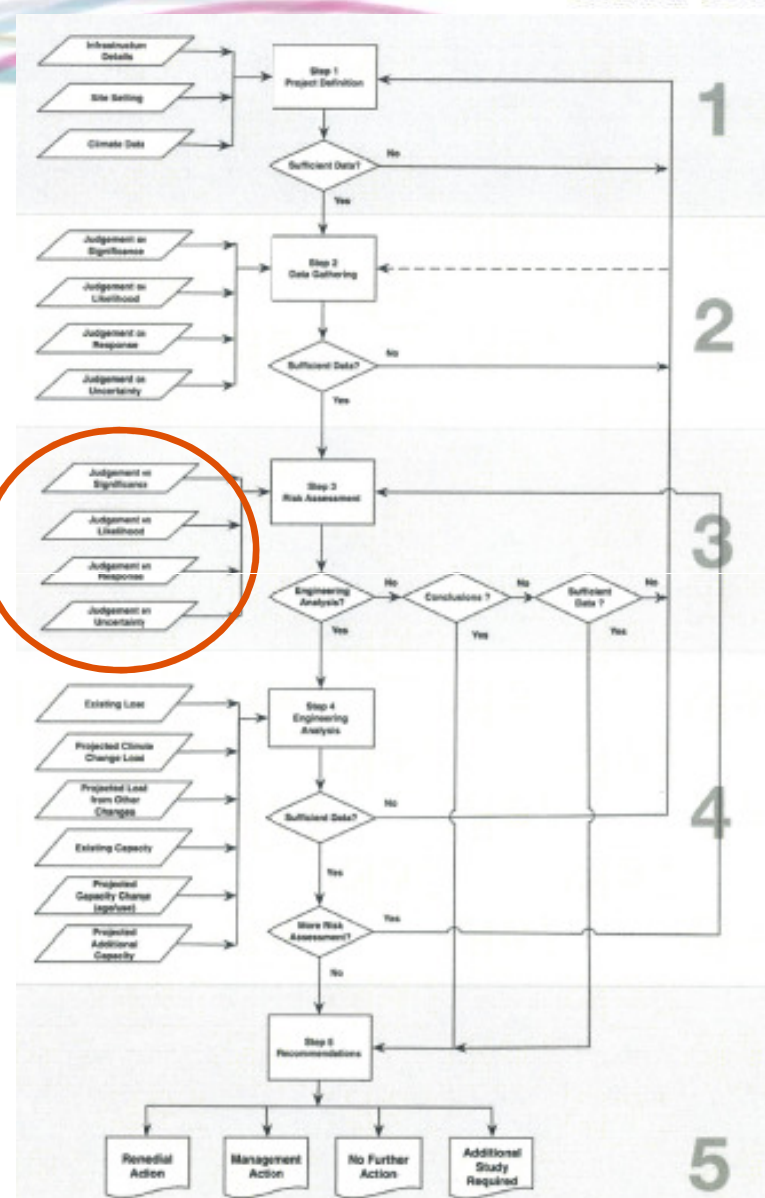 Infrastructure
Details
Site Setting
Climate Data
Step 1
Project Definition
1
Sufficient Data?
No
Yes
Judgement on
Significance
Judgement on
Likelihood
Judgement on
Response
Judgement on
Uncertainty
Step 2
Data Gathering
2
Sufficient Data?
No
Yes
Judgement on
Significance
Judgement on
Likelihood
Judgement on
Response
Judgement on
Uncertainty
Step 3
Risk Assessment
3
Engineering
Analysis?
No
Conclusions ?
No
Sufficient
Data ?
No
Yes
Yes
Yes
Existing Load
Projected Climate
Change Load
Projected Load
from Other
Changes
Existing Capacity
Projected
Capacity Change
(age/use)
Projected
Additional
Capacity
Step 4
Engineering
Analysis
4
Sufficient Data?
No
Yes
More Risk
Assessment?
Yes
No
Step 5
Recommendations
5
Remedial
Action
Management
Action
No Further
Action
Additional
Study
Required